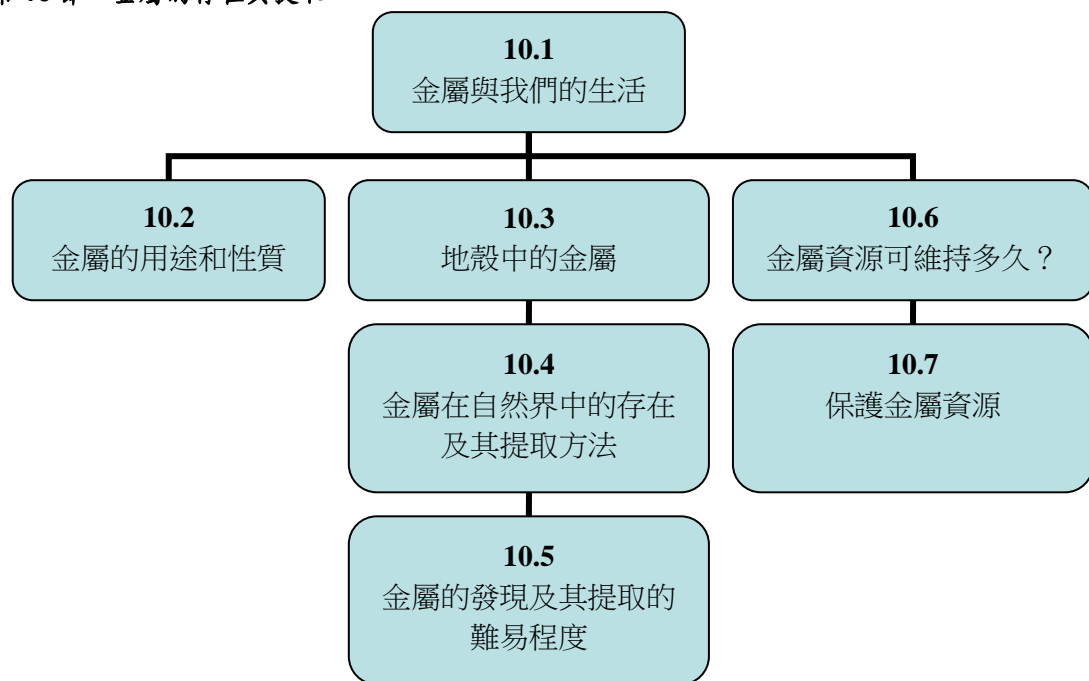 10.1
金屬與我們的生活
10.2
金屬的用途和性質
10.3
地殼中的金屬
10.6
金屬資源可維持多久？
10.4
金屬在自然界中的存在
及其提取方法
10.7
保護金屬資源
10.5
金屬的發現及其提取的
難易程度